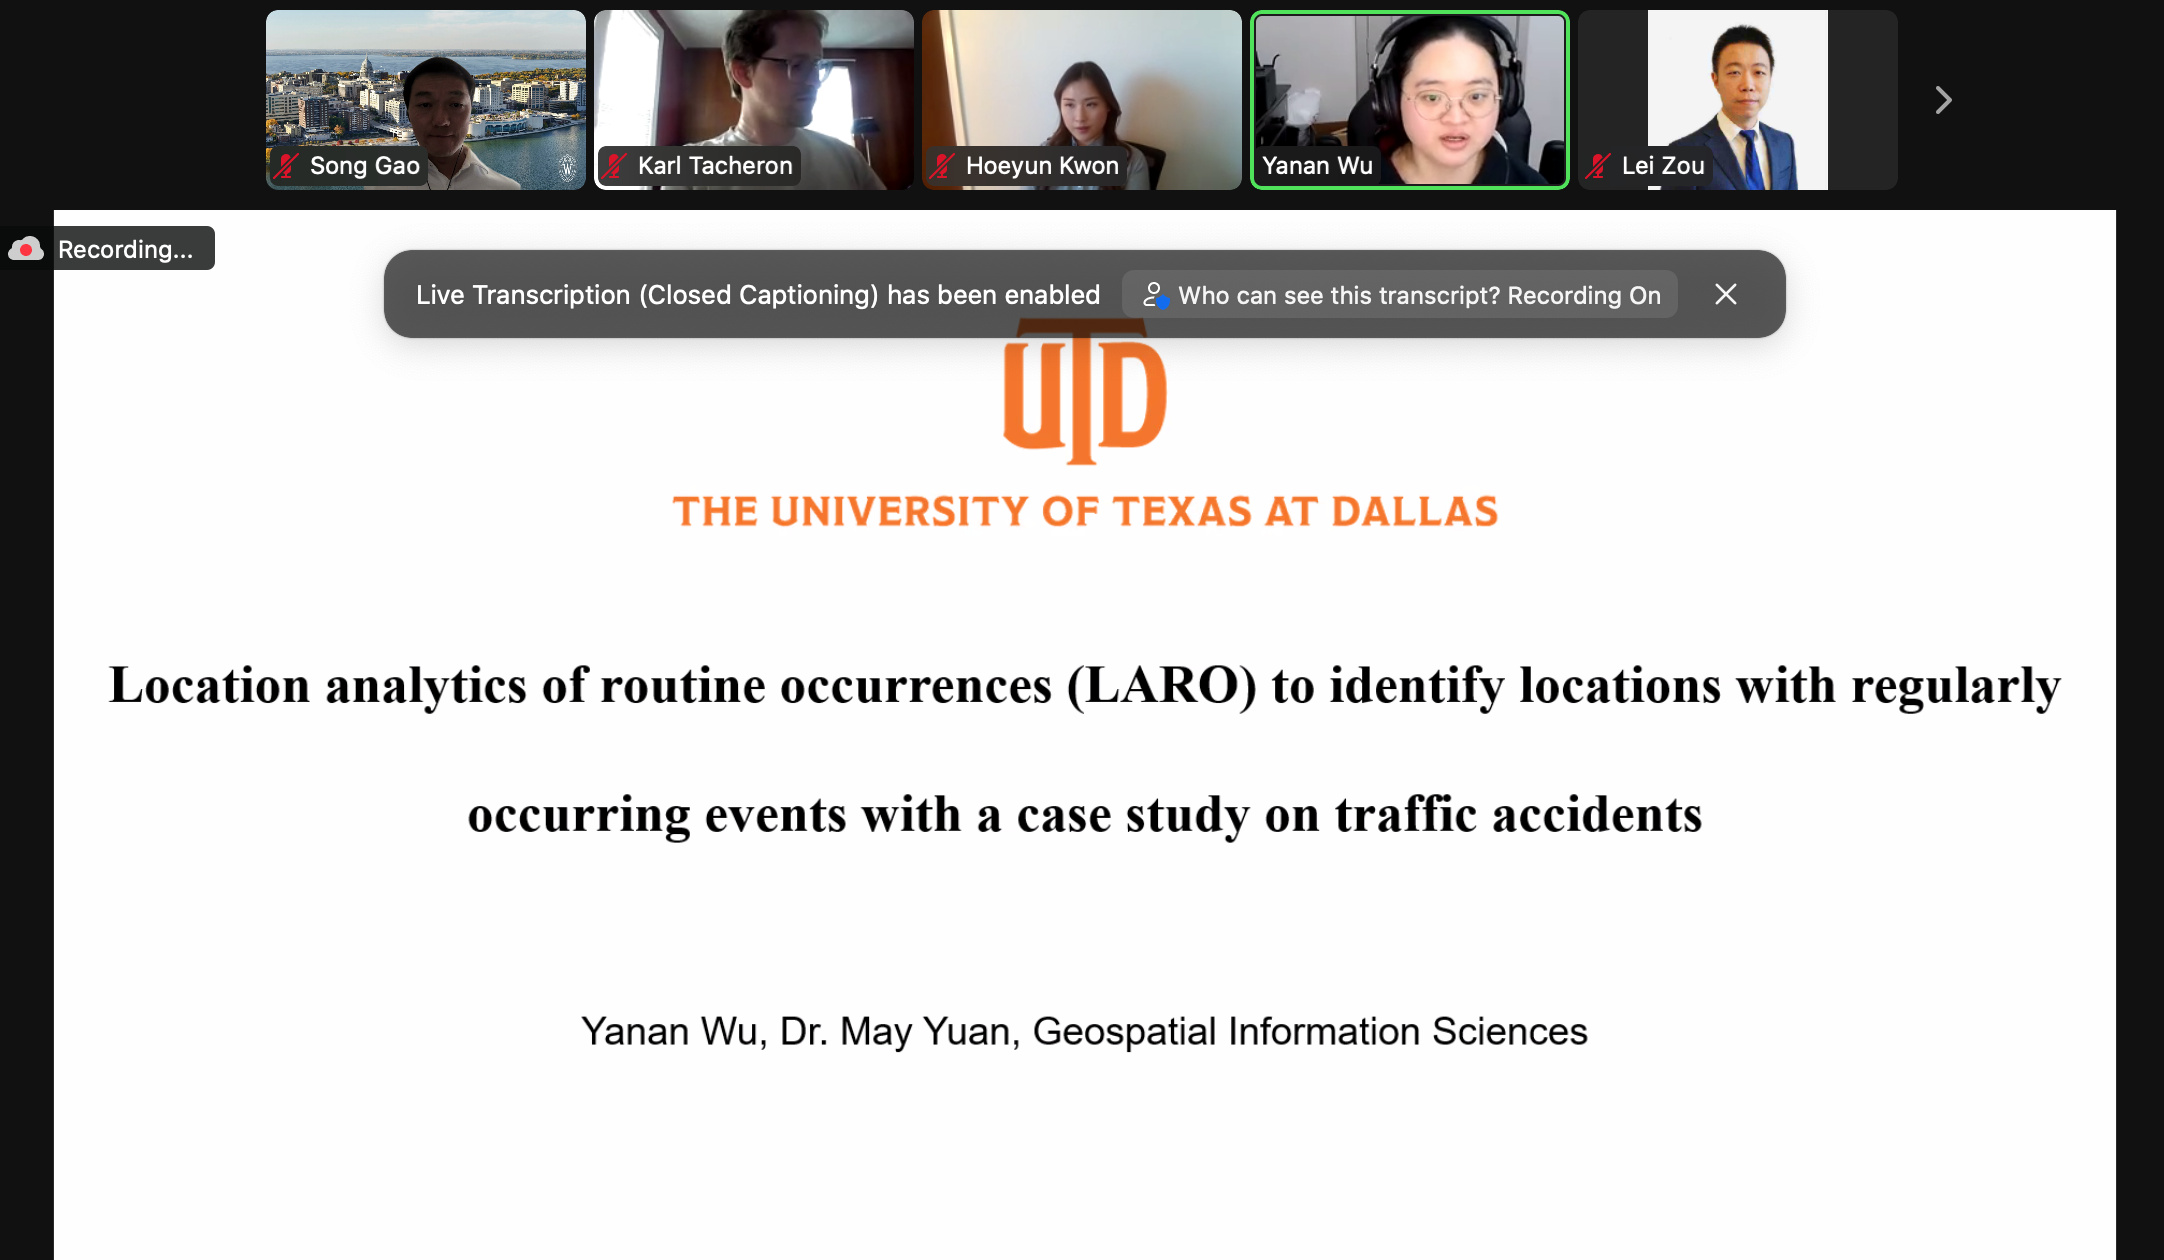 Song Gao
Karl Tacheron
Hoeyun Kwon
Yanan Wu
Lei Zou
Recording...
Live Transcription (Closed Captioning) has been enabled
Who can see this transcript? Recording On
UTD
THE UNIVERSITY OF TEXAS AT DALLAS
Location analytics of routine occurrences (LARO) to identify locations with regularly
occurring events with a case study on traffic accidents
Yanan Wu, Dr. May Yuan, Geospatial Information Sciences